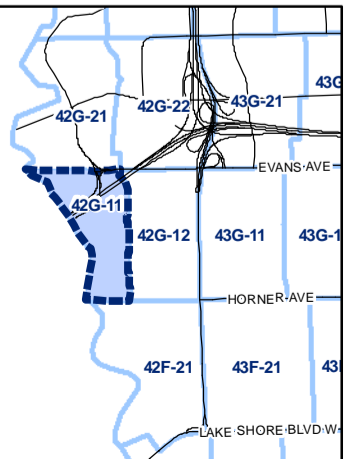 43G
42G-21
42G-22
43G-21
EVANS AVE
42G-11
42G-12
43G-11
43G-1
HORNER AVE
42F-21
43F-21
43
LAKE SHORE BLVD W